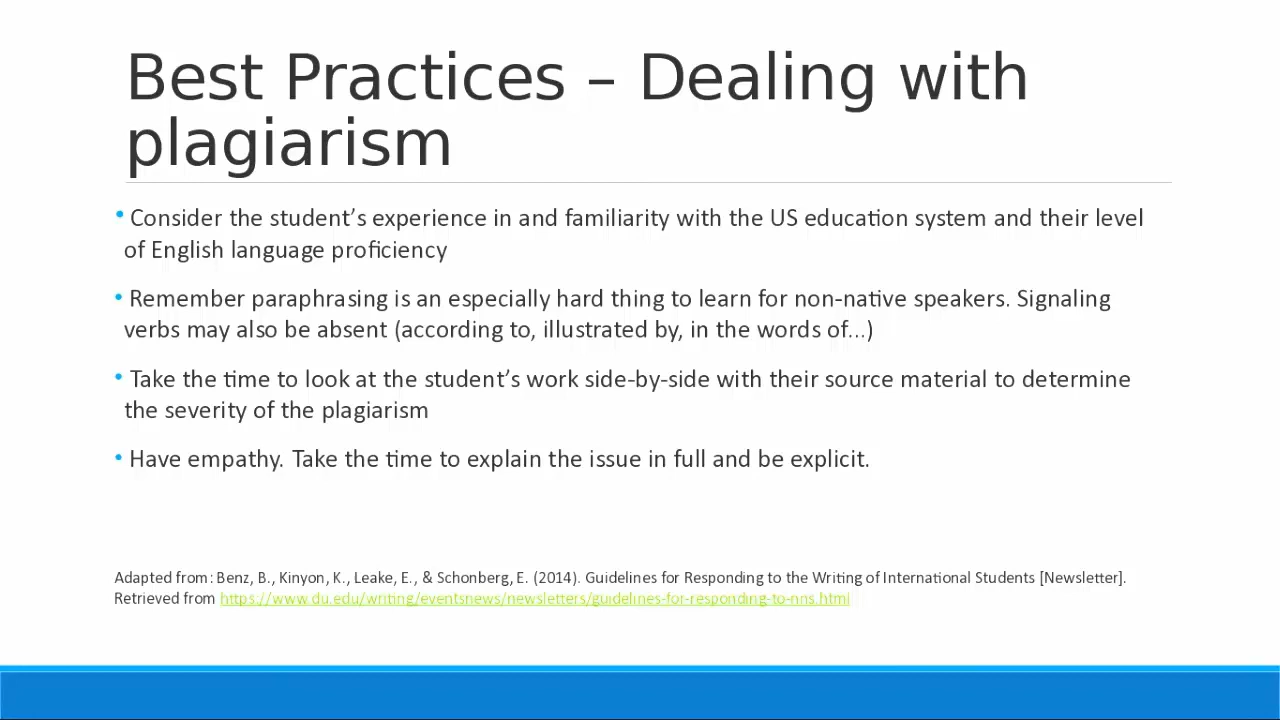 Best Practices – Dealing with
plagiarism
• Consider the student’s experience in and familiarity with the US education system and their level
of English language proficiency
• Remember paraphrasing is an especially hard thing to learn for non-native speakers. Signaling
verbs may also be absent (according to, illustrated by, in the words of…)
• Take the time to look at the student’s work side-by-side with their source material to determine
the severity of the plagiarism
• Have empathy. Take the time to explain the issue in full and be explicit.
Adapted from: Benz, B., Kinyon, K., Leake, E., & Schonberg, E. (2014). Guidelines for Responding to the Writing of International Students [Newsletter].
Retrieved from https://www.du.edu/writing/eventsnews/newsletters/guidelines-for-responding-to-nns.html